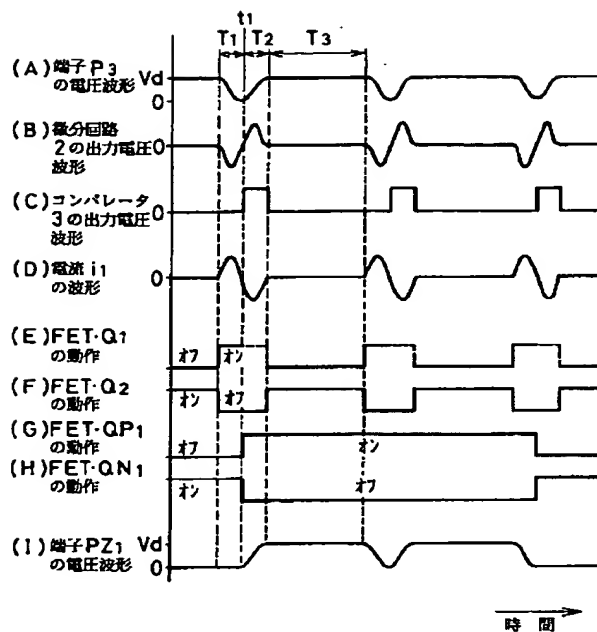 t1
T1 T2 T3
(A) 端子P3
の電圧波形
Vd
0
(B) 微分回路
2の出力電圧
波形
0
(C) コンパレータ
3の出力電圧
波形
0
(D) 電流i1
の波形
0
(E) FET・Q1
の動作
オフ オン
(F) FET・Q2
の動作
オン オフ
(G) FET・QP1
の動作
オフ オン
(H) FET・QN1
の動作
オン オフ
(I) 端子PZ1
の電圧波形
Vd
0
時間